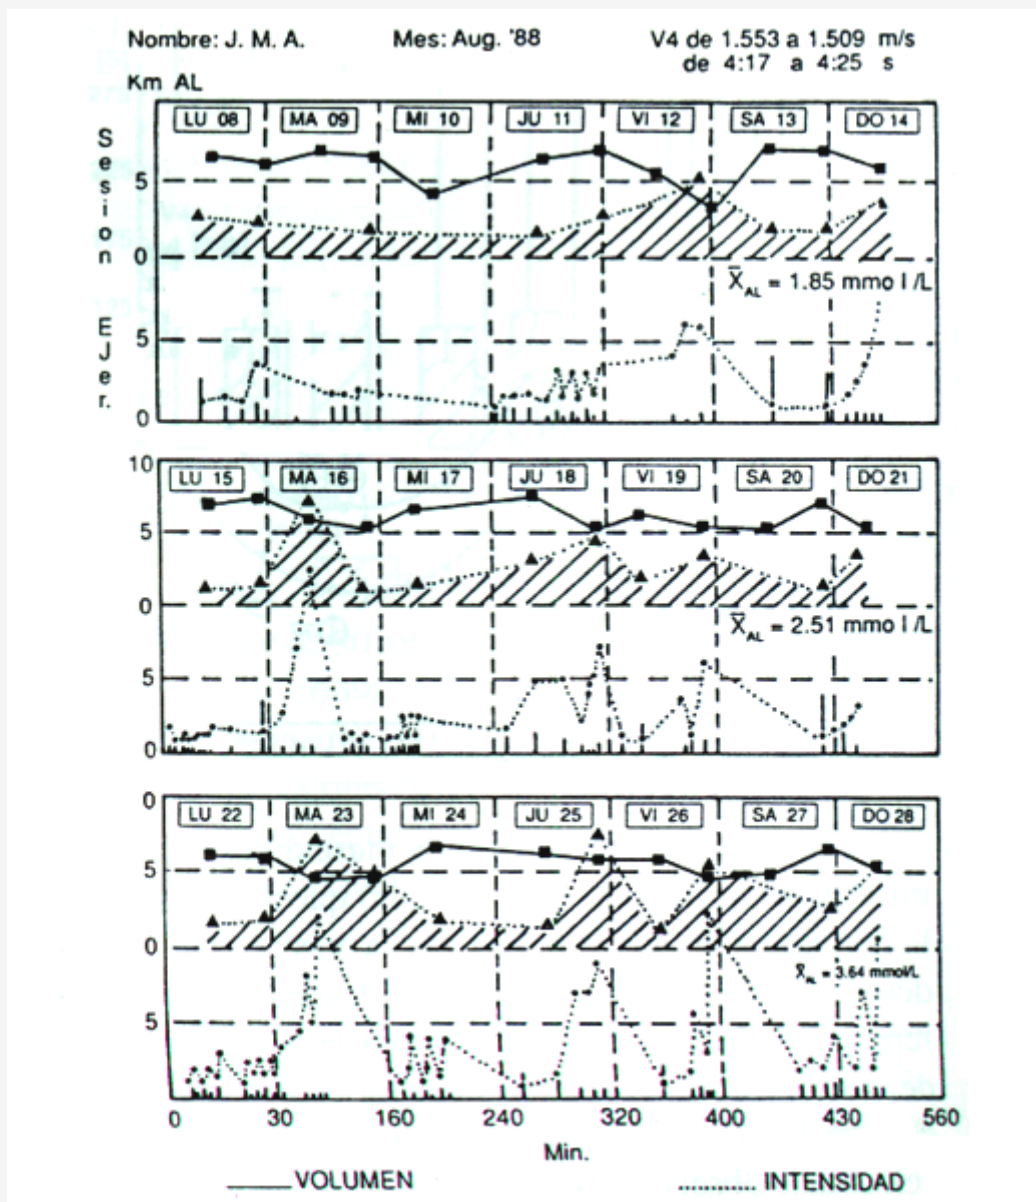 Nombre: J. M. A. Mes: Aug. '88 V4 de 1.553 a 1.509 m/s
de 4:17 a 4:25 s
Km AL
Sesion
LU 08 MA 09 MI 10 JU 11 VI 12 SA 13 DO 14
5
0
X̅AL = 1.85 mmo l /L
EJer.
5
0
10
LU 15 MA 16 MI 17 JU 18 VI 19 SA 20 DO 21
5
0
X̅AL = 2.51 mmo l /L
5
0
0
LU 22 MA 23 MI 24 JU 25 VI 26 SA 27 DO 28
5
0
X̅AL = 3.64 mmol/L
5
0 30 160 240 320 400 430 560
Min.
VOLUMEN INTENSIDAD